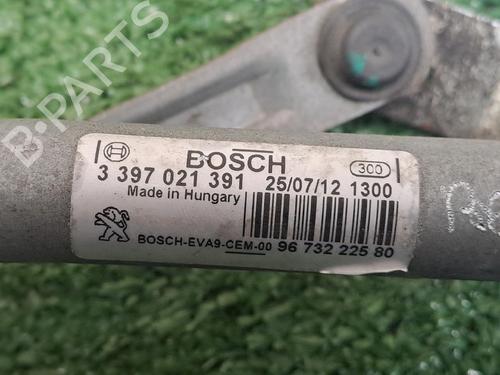 B-PARTS
BOSCH
300
3 397 021 391 25/07/12 1300
Made in Hungary
BOSCH-EVA9-CEM-00 96 732 225 80